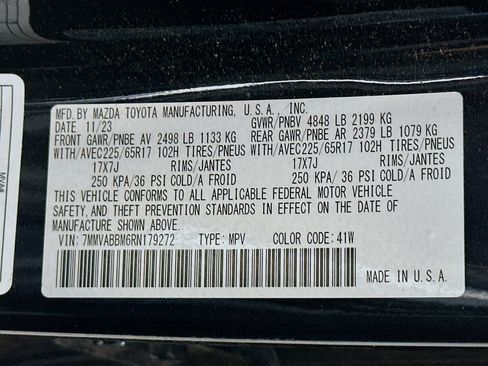 MFD. BY MAZDA TOYOTA MANUFACTURING, U.S.A., INC.
DATE 11/23 GVWR/PNBV 4848 LB 2199 KG
FRONT GAWR/PNBE AV 2498 LB 1133 KG REAR GAWR/PNBE AR 2379 LB 1079 KG
WITH/AVEC225/65R17 102H TIRES/PNEUS WITH/AVEC225/65R17 102H TIRES/PNEUS
17X7J RIMS/JANTES 17X7J RIMS/JANTES
250 KPA/36 PSI COLD/A FROID 250 KPA/36 PSI COLD/A FROID
THIS VEHICLE CONFORMS TO ALL APPLICABLE FEDERAL MOTOR VEHICLE
SAFETY, AND THEFT PREVENTION STANDARDS IN EFFECT ON THE DATE OF
MANUFACTURE SHOWN ABOVE.
VIN: 7MMVABBM6RN179272 TYPE: MPV COLOR CODE: 41W
MADE IN U.S.A.